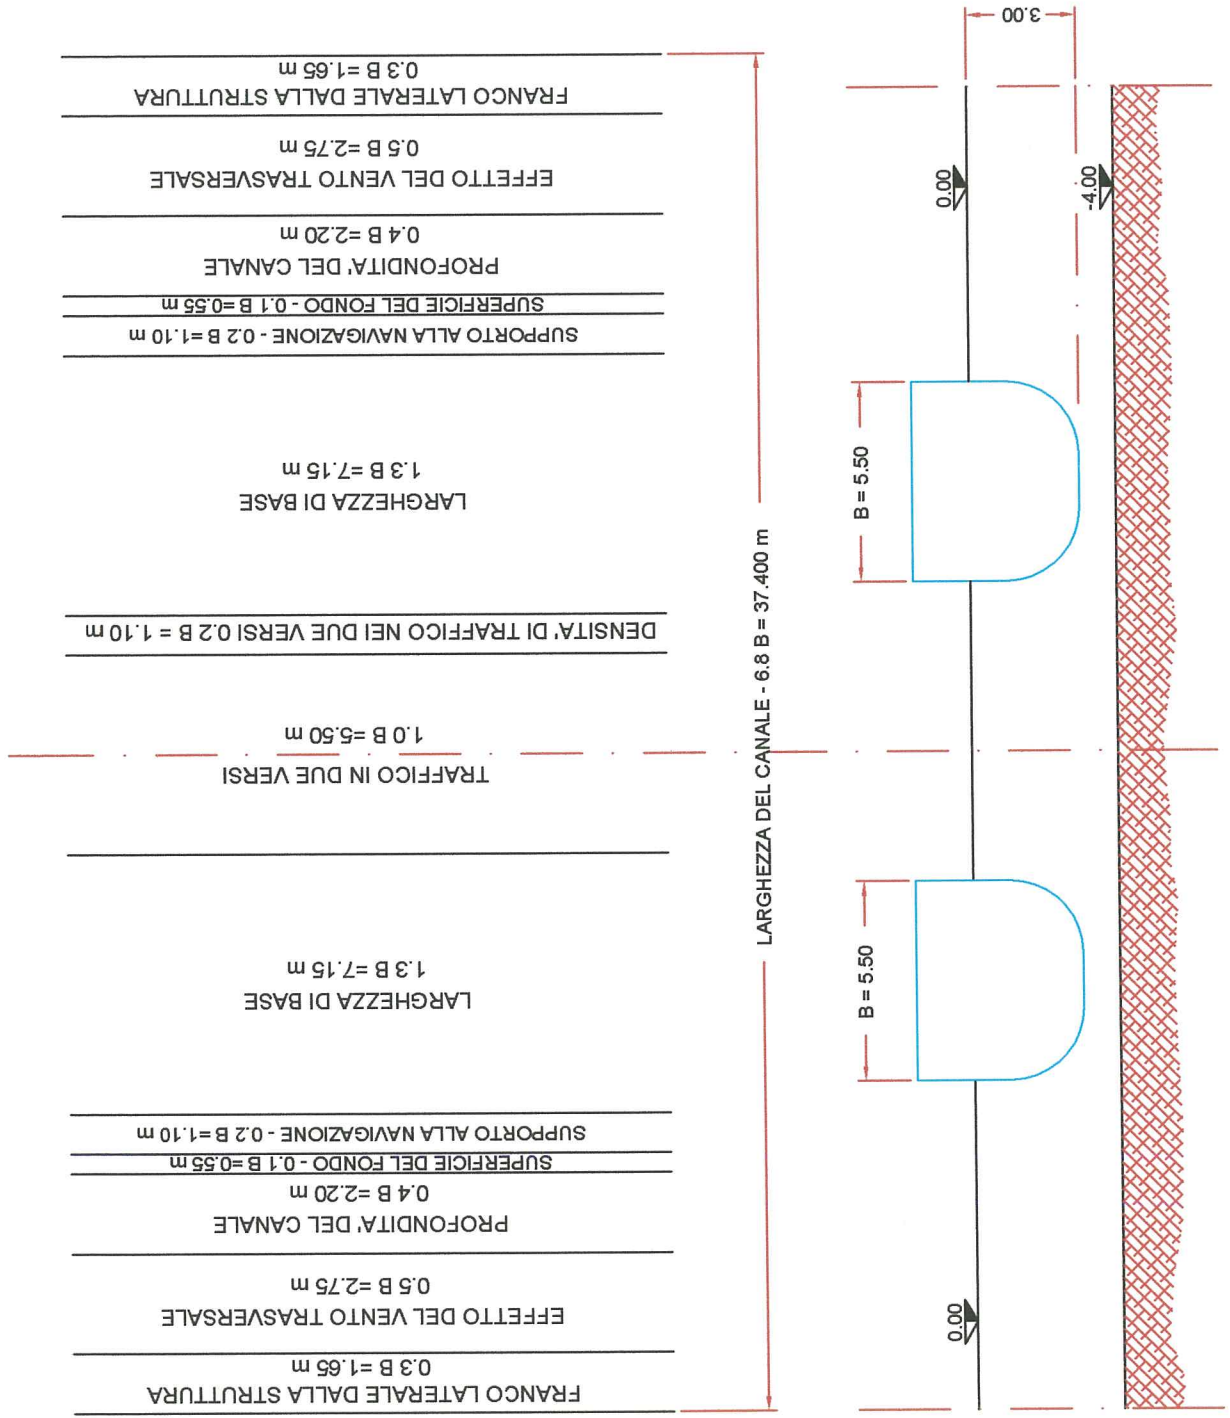 FRANCO LATERALE DALLA STRUTTURA
0.3 B =1.65 m
EFFETTO DEL VENTO TRASVERSALE
0.5 B =2.75 m
PROFONDITA' DEL CANALE
0.4 B =2.20 m
SUPERFICIE DEL FONDO - 0.1 B =0.55 m
SUPPORTO ALLA NAVIGAZIONE - 0.2 B =1.10 m
LARGHEZZA DI BASE
1.3 B =7.15 m
TRAFFICO IN DUE VERSI
1.0 B =5.50 m
DENSITA' DI TRAFFICO NEI DUE VERSI 0.2 B = 1.10 m
LARGHEZZA DI BASE
1.3 B =7.15 m
SUPPORTO ALLA NAVIGAZIONE - 0.2 B =1.10 m
SUPERFICIE DEL FONDO - 0.1 B =0.55 m
PROFONDITA' DEL CANALE
0.4 B =2.20 m
EFFETTO DEL VENTO TRASVERSALE
0.5 B =2.75 m
FRANCO LATERALE DALLA STRUTTURA
0.3 B =1.65 m
LARGHEZZA DEL CANALE - 6.8 B = 37.400 m
B = 5.50
B = 5.50
0.00
0.00
-4.00
3.00